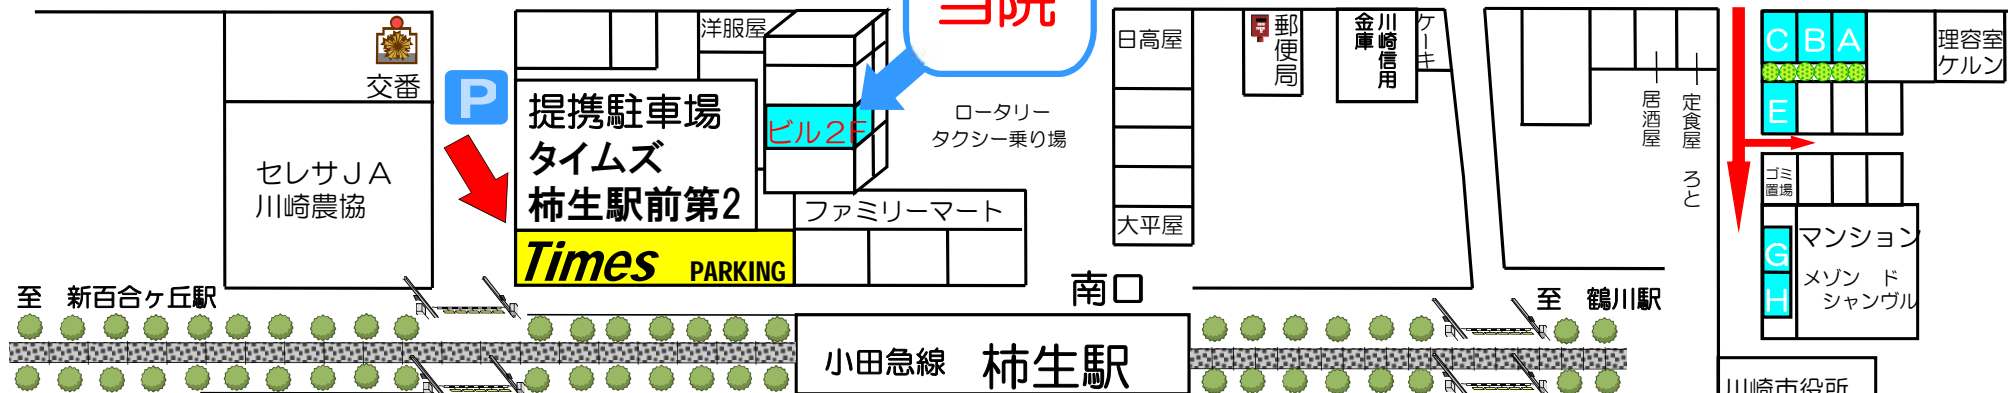 当院
交番
P
セレサＪＡ
川崎農協
提携駐車場
タイムズ
柿生駅前第2
Times PARKING
洋服屋
ビル２F
ロータリー
タクシー乗り場
ファミリーマート
日高屋
大平屋
〒
郵便局
川崎信用
金庫
ケーキ
居酒屋
定食屋 ろと
C B A
理容室
ケルン
E
ゴミ
置場
G
H
マンション
メゾン ド
シャンヴル
至 新百合ヶ丘駅
南口
至 鶴川駅
小田急線 柿生駅
川崎市役所